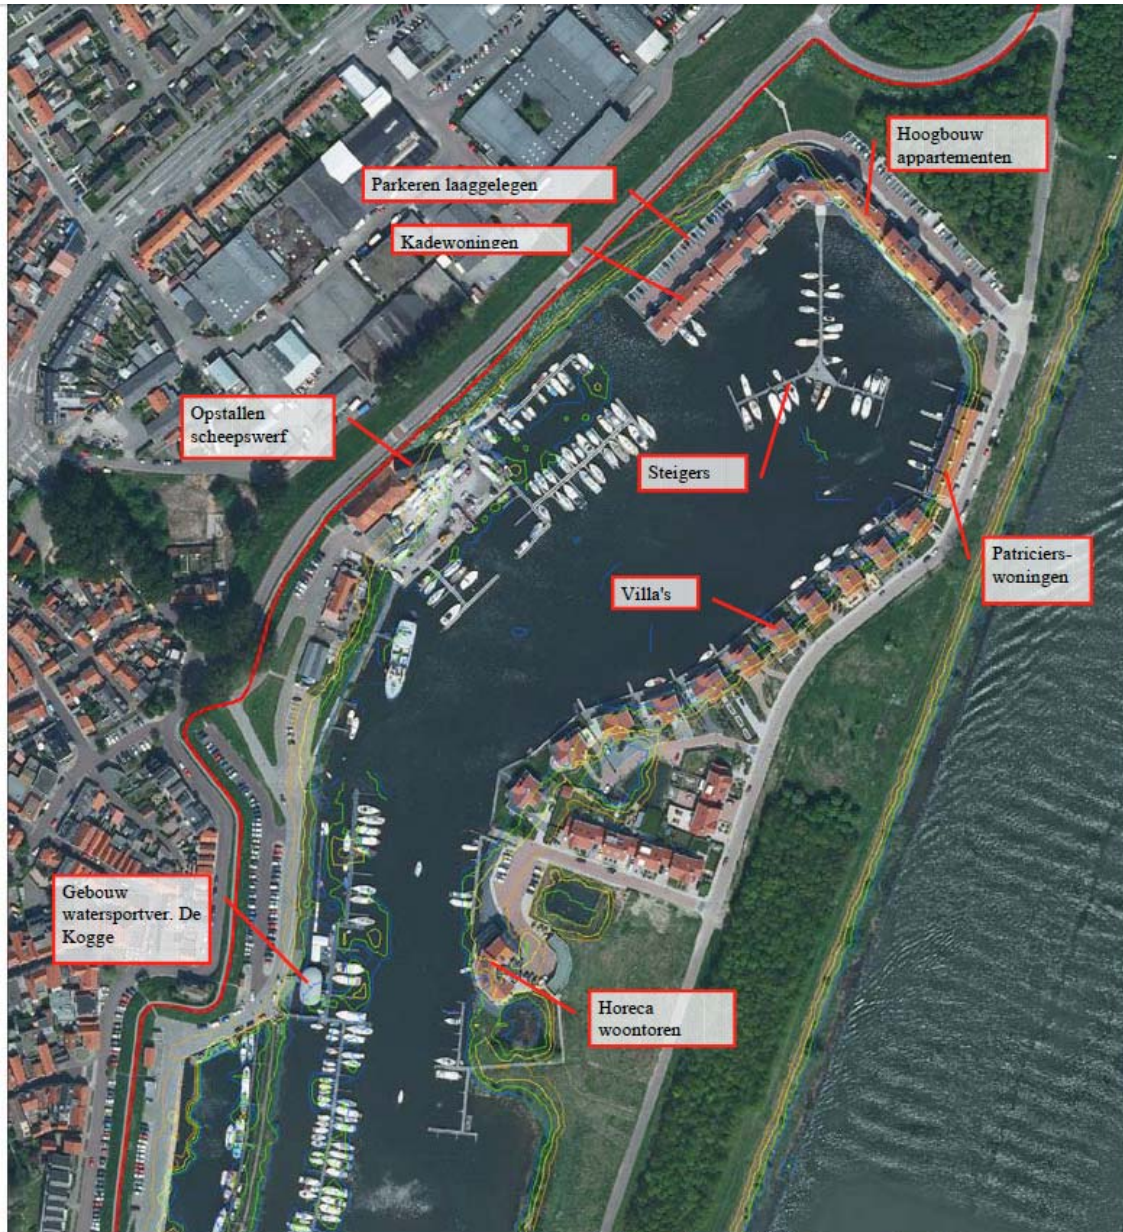 Hoogbouw
appartementen
Parkeren laaggelegen
Kadewoningen
Opstallen
scheepswerf
Steigers
Patriciers-
woningen
Villa's
Gebouw
watersportver. De
Kogge
Horeca
woontoren